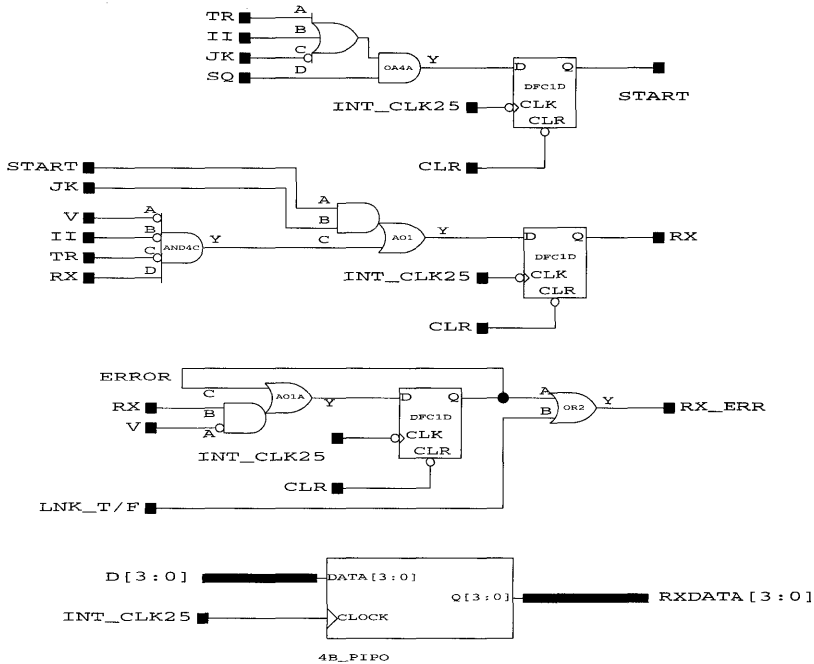 TR A
II B
JK C
SQ D
OA4A Y
D Q
DFC1D
START
INT_CLK25 CLK
CLR
CLR
START
JK
A
B
C
AO1 Y
V A
II B
TR C
RX D
AND4C Y
D Q
DFC1D
RX
INT_CLK25 CLK
CLR
CLR
ERROR
C
RX B
V A
AO1A Y
D Q
DFC1D
CLK
INT_CLK25
CLR
CLR
A
B
OR2 Y
RX_ERR
LNK_T/F
D[3:0] DATA[3:0]
Q[3:0] RXDATA[3:0]
INT_CLK25 CLOCK
4B_PIPO